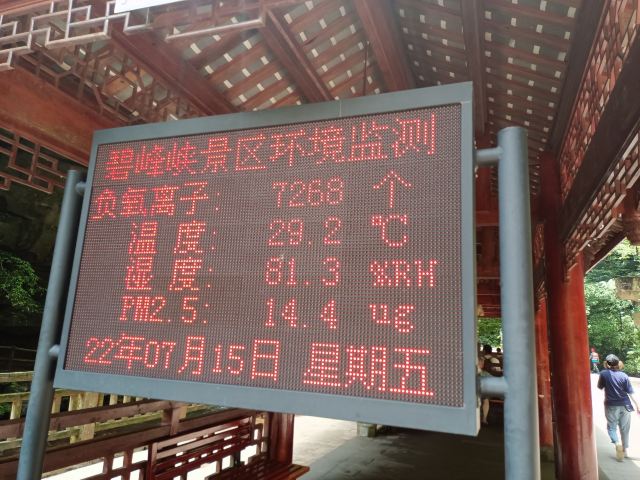 碧峰峡景区环境监测
负氧离子: 7268 个
温 度: 29.2 ℃
湿 度: 81.3 %RH
PM2.5: 14.4 ug
22年07月15日 星期五